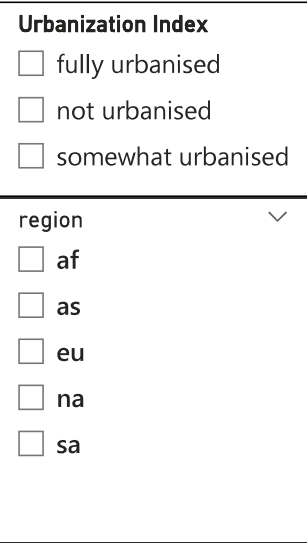 Urbanization Index
fully urbanised
not urbanised
somewhat urbanised
region
af
as
eu
na
sa